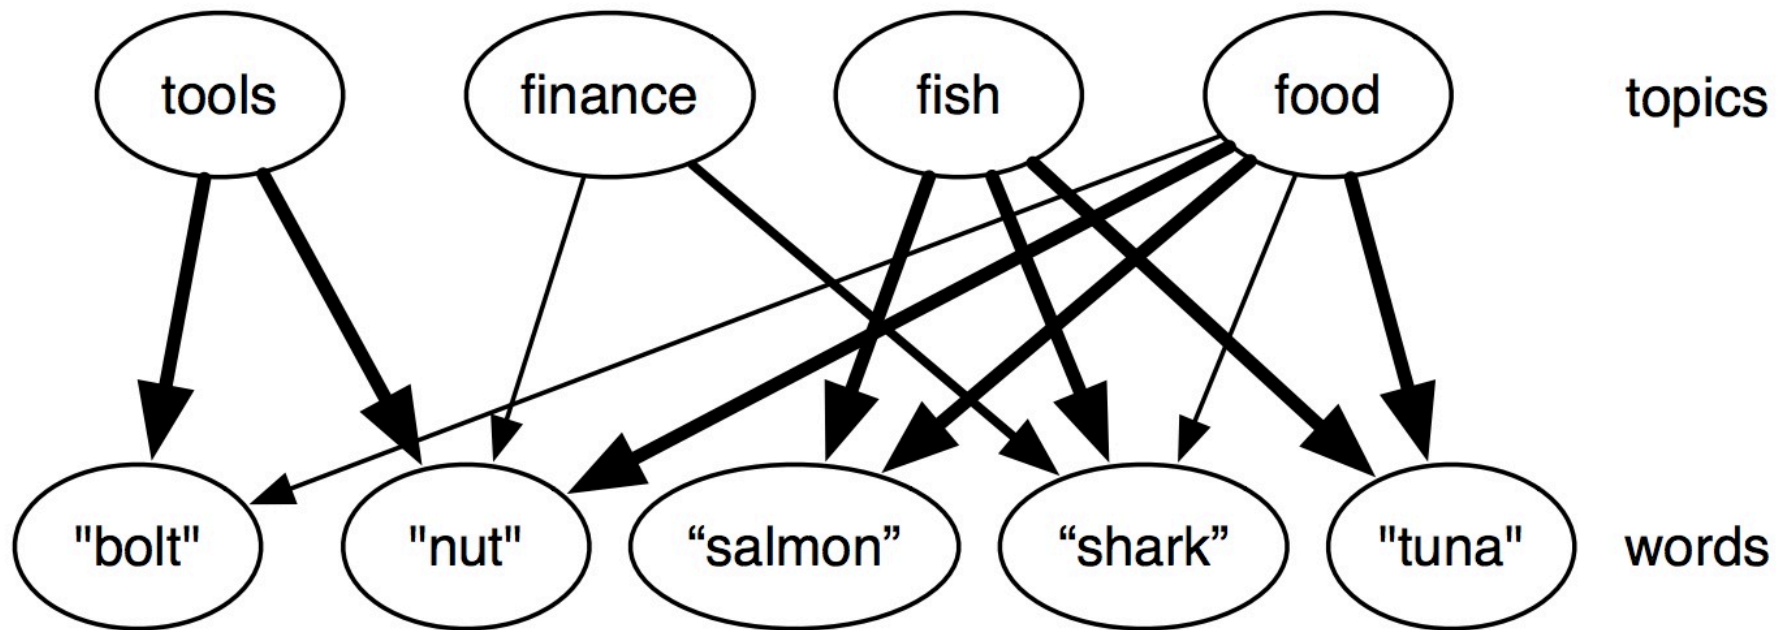 tools finance fish food topics
"bolt" "nut" “salmon” “shark” "tuna" words